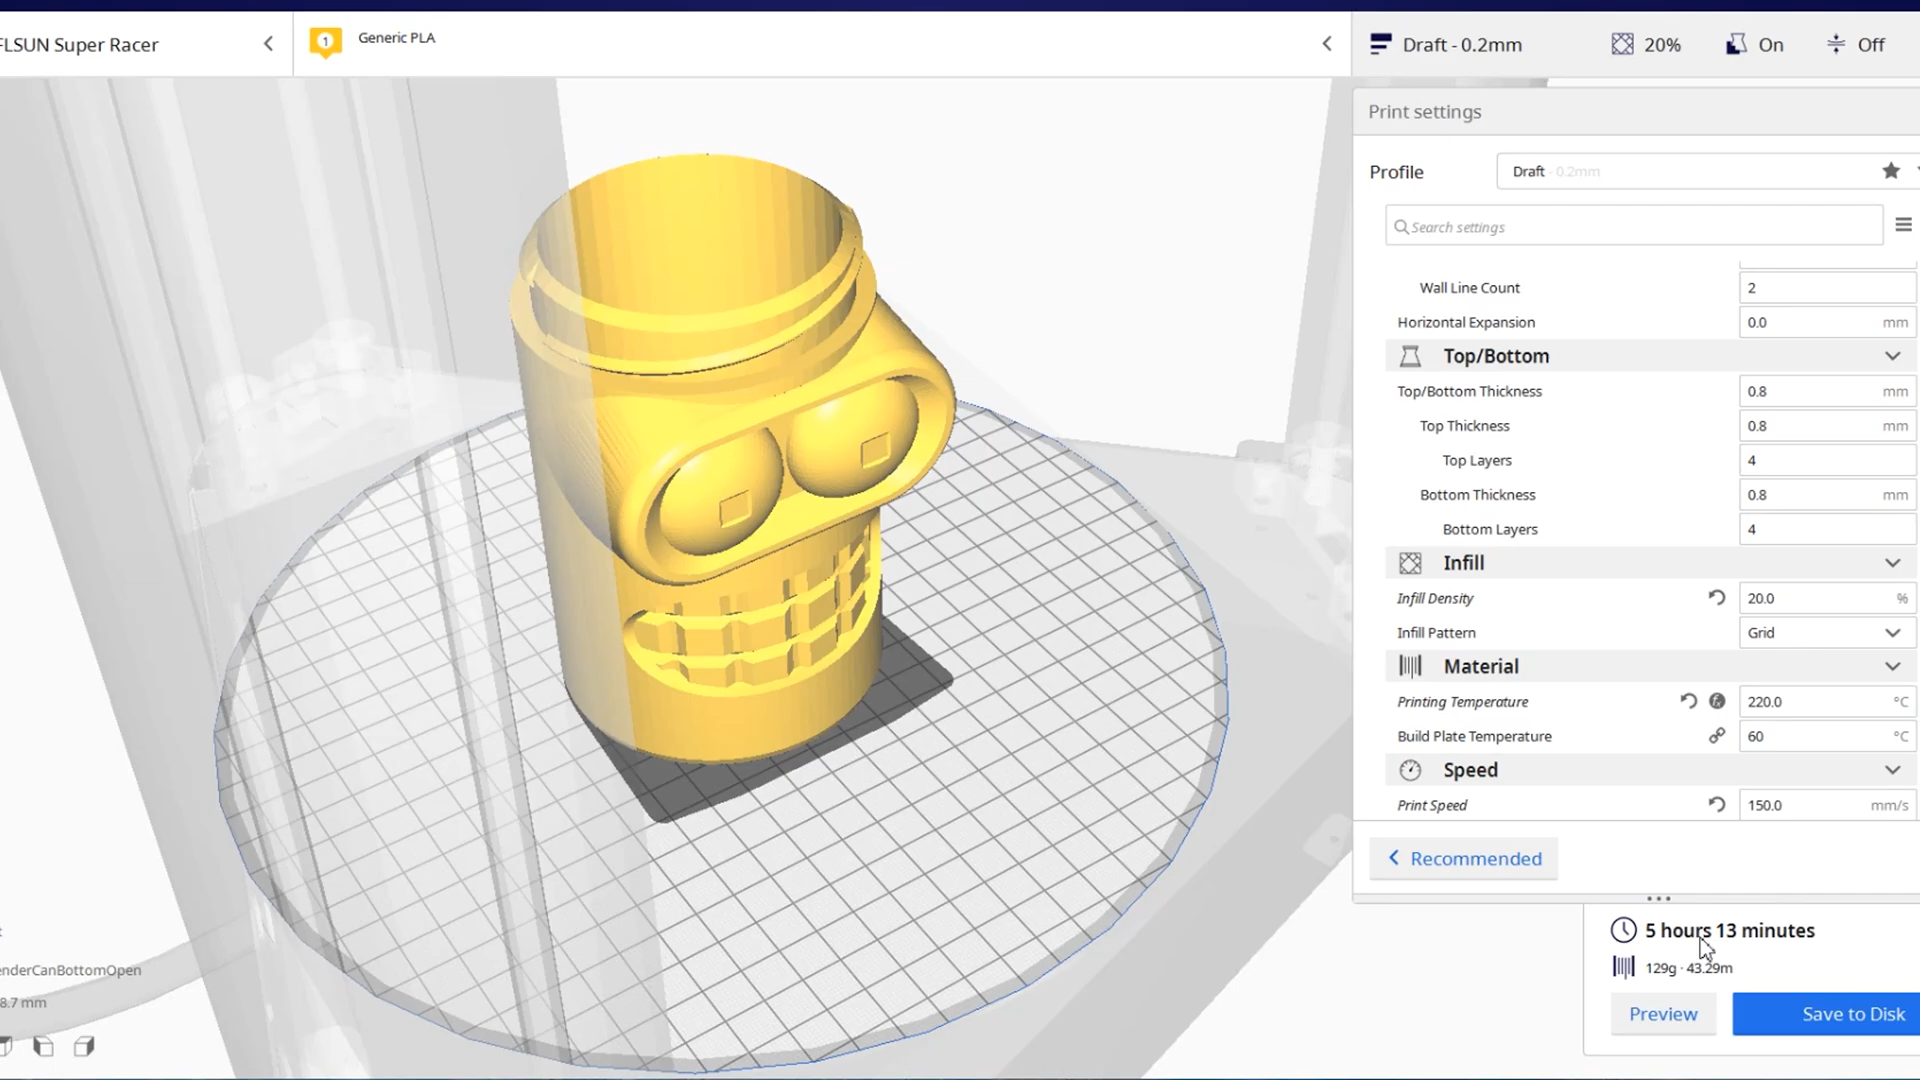 FLSUN Super Racer
1
Generic PLA
Draft - 0.2mm
20%
On
Off
Print settings
Profile
Draft - 0.2mm
Search settings
Wall Line Count
2
Horizontal Expansion
0.0 mm
Top/Bottom
Top/Bottom Thickness
0.8 mm
Top Thickness
0.8 mm
Top Layers
4
Bottom Thickness
0.8 mm
Bottom Layers
4
Infill
Infill Density
20.0 %
Infill Pattern
Grid
Material
Printing Temperature
220.0 °C
Build Plate Temperature
60 °C
Speed
Print Speed
150.0 mm/s
Recommended
5 hours 13 minutes
129g · 43.29m
Preview
Save to Disk
enderCanBottomOpen
8.7 mm